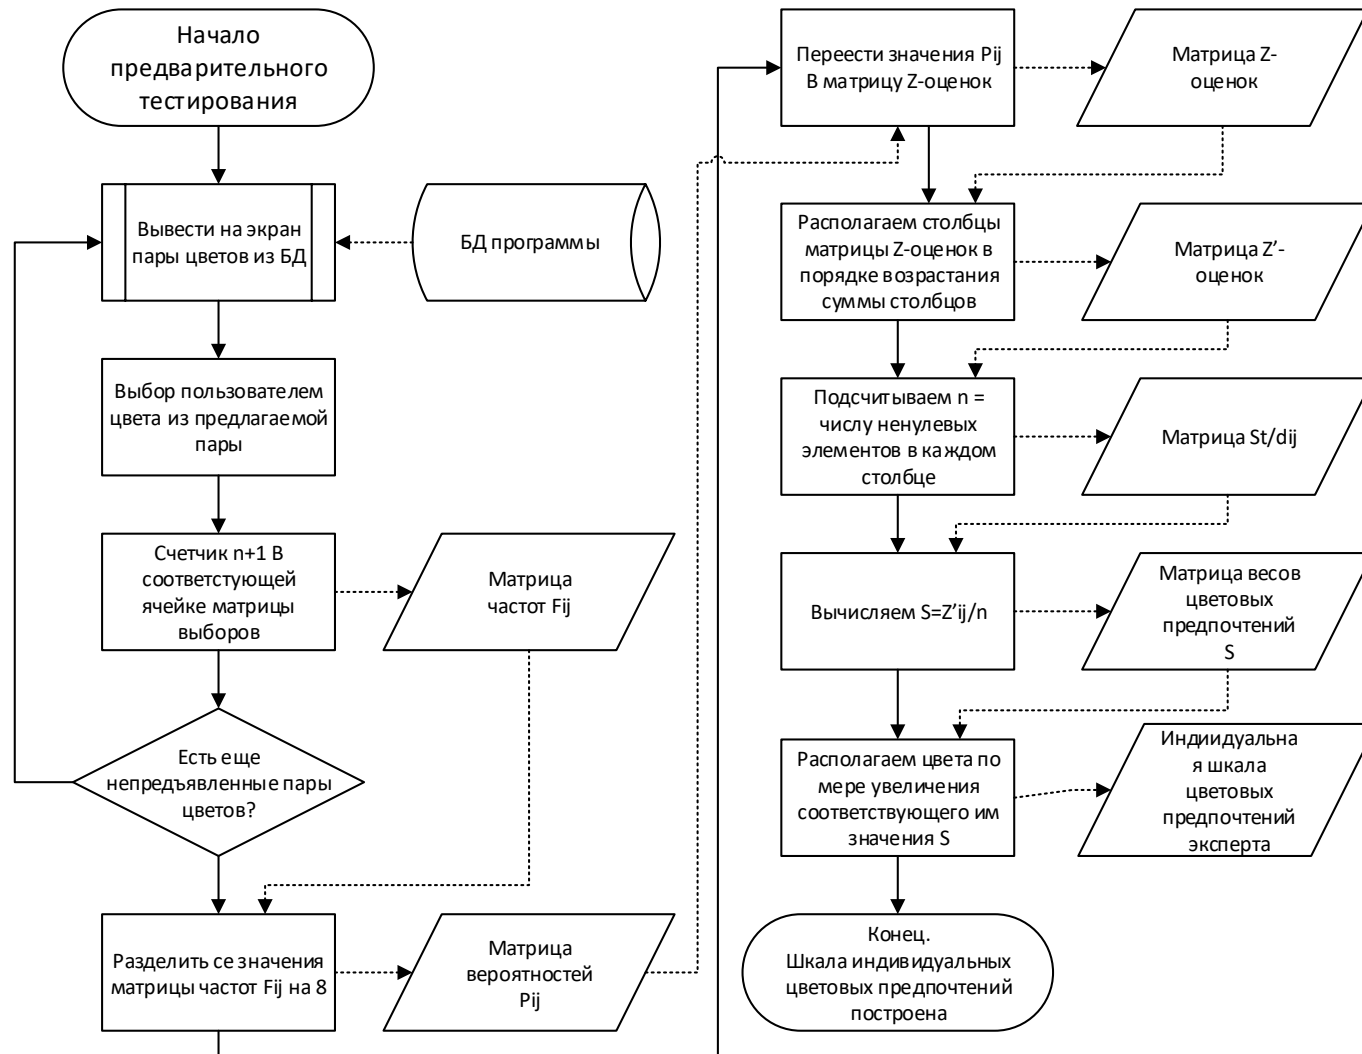 Начало
предварительного
тестирования
Вывести на экран
пары цветов из БД
БД программы
Выбор пользователем
цвета из предлагаемой
пары
Счетчик n+1 В
соответстующей
ячейке матрицы
выборов
Матрица
частот Fij
Есть еще
непредъявленные пары
цветов?
Разделить се значения
матрицы частот Fij на 8
Матрица
вероятностей
Pij
Переести значения Pij
В матрицу Z-оценок
Матрица Z-
оценок
Располагаем столбцы
матрицы Z-оценок в
порядке возрастания
суммы столбцов
Матрица Z’-
оценок
Подсчитываем n =
числу ненулевых
элементов в каждом
столбце
Матрица St/dij
Вычисляем S=Z’ij/n
Матрица весов
цветовых
предпочтений
S
Располагаем цвета по
мере увеличения
соответствующего им
значения S
Индиидуальна
я шкала
цветовых
предпочтений
эксперта
Конец.
Шкала индивидуальных
цветовых предпочтений
построена